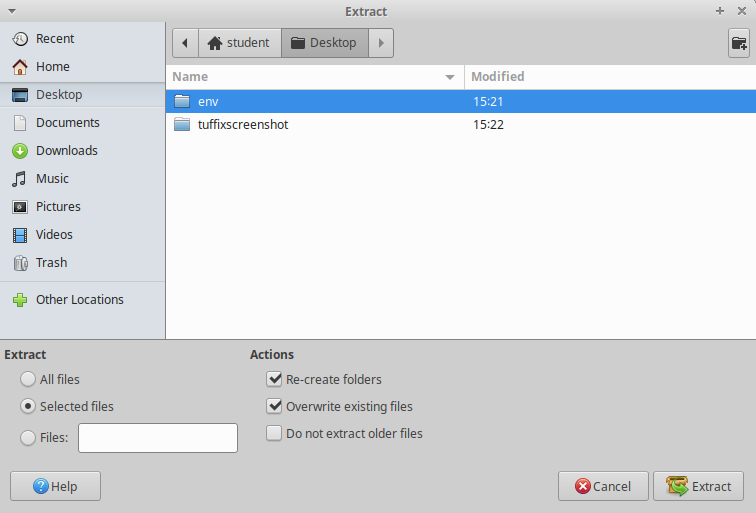 Extract
Recent
Home
Desktop
Documents
Downloads
Music
Pictures
Videos
Trash
Other Locations
student Desktop
Name Modified
env 15:21
tuffixscreenshot 15:22
Extract
All files
Selected files
Files:
Actions
Re-create folders
Overwrite existing files
Do not extract older files
Help Cancel Extract